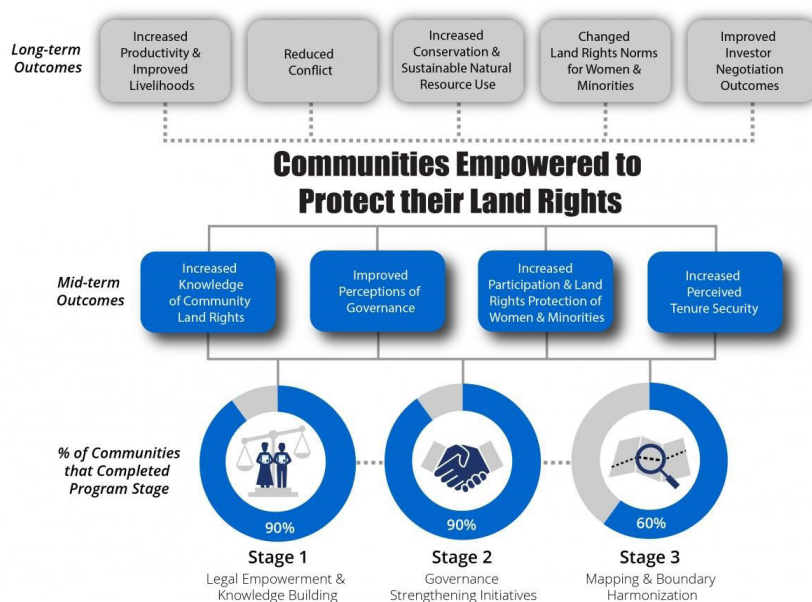 Long-term
Outcomes
Increased
Productivity &
Improved
Livelihoods
Reduced
Conflict
Increased
Conservation &
Sustainable Natural
Resource Use
Changed
Land Rights Norms
for Women &
Minorities
Improved
Investor
Negotiation
Outcomes
Communities Empowered to
Protect their Land Rights
Mid-term
Outcomes
Increased
Knowledge
of Community
Land Rights
Improved
Perceptions of
Governance
Increased
Participation & Land
Rights Protection of
Women & Minorities
Increased
Perceived
Tenure Security
% of Communities
that Completed
Program Stage
90%
90%
60%
Stage 1
Legal Empowerment &
Knowledge Building
Stage 2
Governance
Strengthening Initiatives
Stage 3
Mapping & Boundary
Harmonization